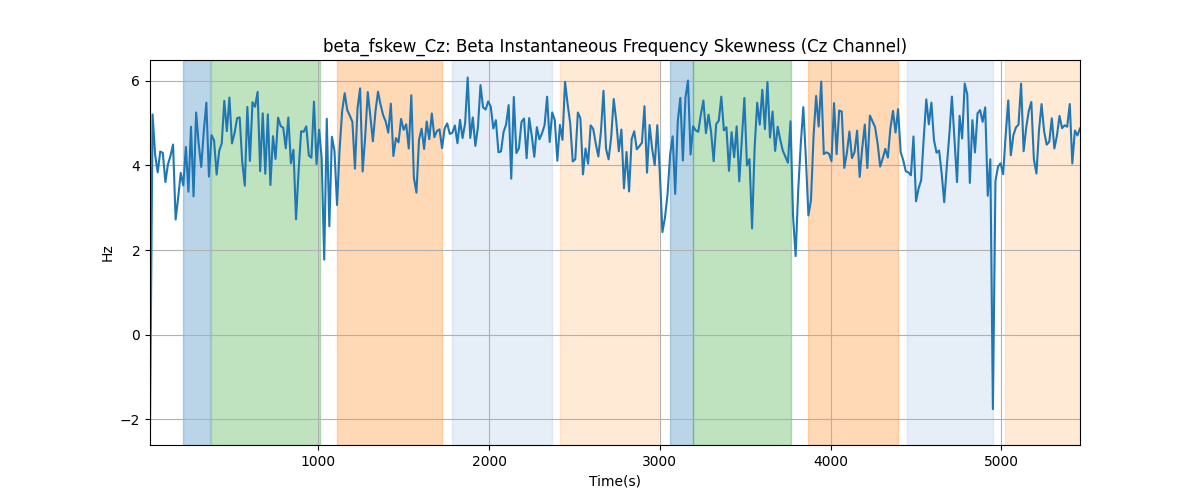 beta_fskew_Cz: Beta Instantaneous Frequency Skewness (Cz Channel)
Hz
6
4
2
0
−2
1000 2000 3000 4000 5000
Time(s)